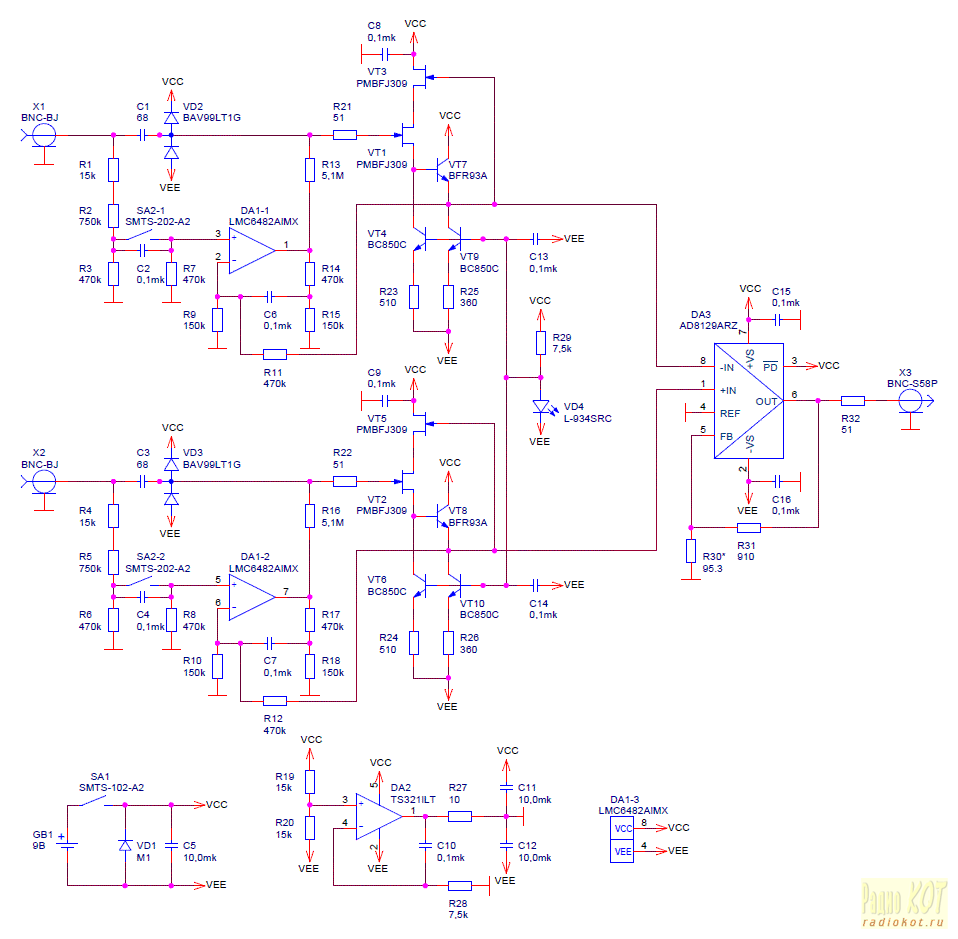 C8
0,1mk
VCC
VT3
PMBFJ309
X1
BNC-BJ
C1
68
VCC
VD2
BAV99LT1G
VEE
R21
51
VT1
PMBFJ309
VCC
VT7
BFR93A
R1
15k
R13
5,1M
R2
750k
SA2-1
SMTS-202-A2
DA1-1
LMC6482AIMX
3
+
2
-
1
R3
470k
C2
0,1mk
R7
470k
R14
470k
VT4
BC850C
VT9
BC850C
C13
0,1mk
VEE
R9
150k
C6
0,1mk
R15
150k
R11
470k
R23
510
R25
360
VEE
VCC
R29
7,5k
VD4
L-934SRC
VEE
DA3
AD8129ARZ
VCC
7
C15
0,1mk
8
-IN
+VS
PD
3
VCC
1
+IN
4
REF
OUT
6
5
FB
-VS
2
VEE
C16
0,1mk
R32
51
X3
BNC-S58P
R31
910
R30*
95.3
C9
0,1mk
VCC
VT5
PMBFJ309
X2
BNC-BJ
C3
68
VCC
VD3
BAV99LT1G
VEE
R22
51
VT2
PMBFJ309
VCC
VT8
BFR93A
R4
15k
R16
5,1M
R5
750k
SA2-2
SMTS-202-A2
DA1-2
LMC6482AIMX
5
+
6
-
7
R6
470k
C4
0,1mk
R8
470k
R17
470k
VT6
BC850C
VT10
BC850C
C14
0,1mk
VEE
R10
150k
C7
0,1mk
R18
150k
R12
470k
R24
510
R26
360
VEE
SA1
SMTS-102-A2
VCC
GB1
9В
+
VD1
M1
C5
10,0mk
VEE
VCC
R19
15k
R20
15k
VEE
VCC
5
DA2
TS321ILT
3
+
4
-
1
2
VEE
R27
10
C10
0,1mk
R28
7,5k
VCC
C11
10,0mk
C12
10,0mk
VEE
DA1-3
LMC6482AIMX
VCC
8
VCC
VEE
4
VEE
Радио КОТ
radiokot.ru